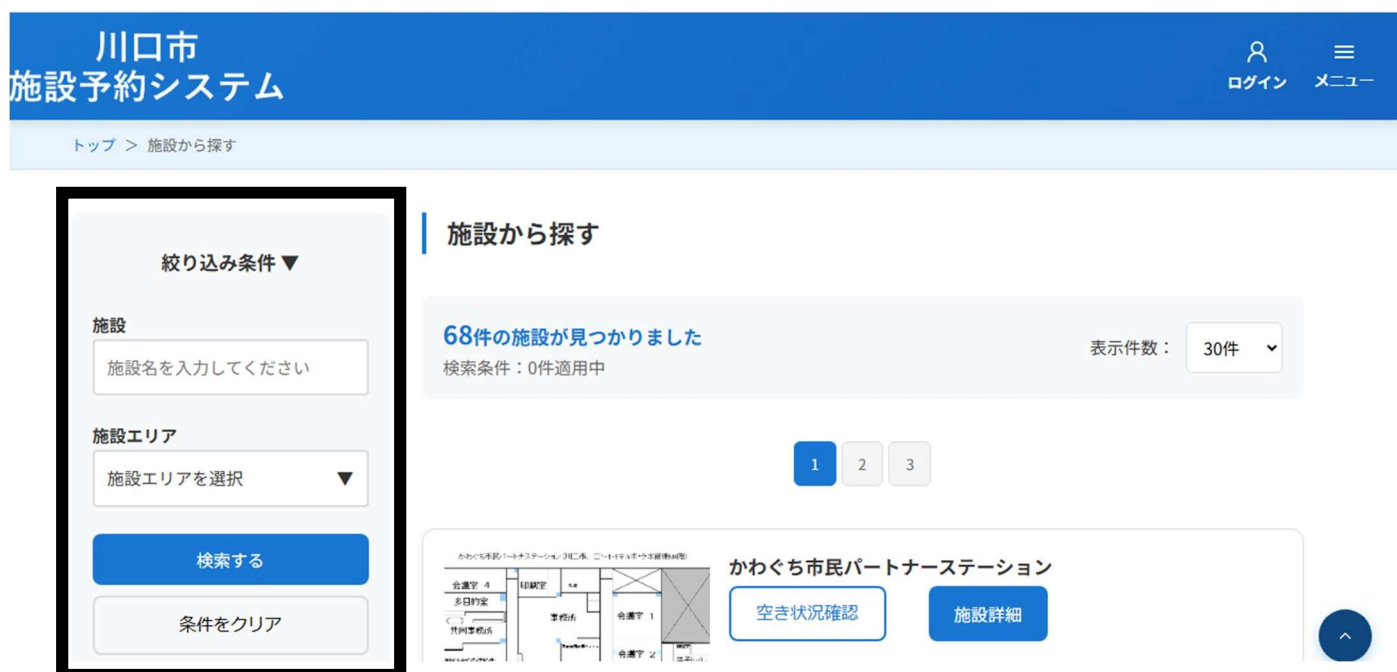 川口市
施設予約システム
ログイン
メニュー
トップ ＞ 施設から探す
絞り込み条件▼
施設
施設名を入力してください
施設エリア
施設エリアを選択 ▼
検索する
条件をクリア
施設から探す
68件の施設が見つかりました
検索条件：0件適用中
表示件数： 30件
1 2 3
会議室 4
印刷室
多目的室
事務所
会議室 1
共同事務所
会議室 2
かわぐち市民パートナーステーション
空き状況確認
施設詳細